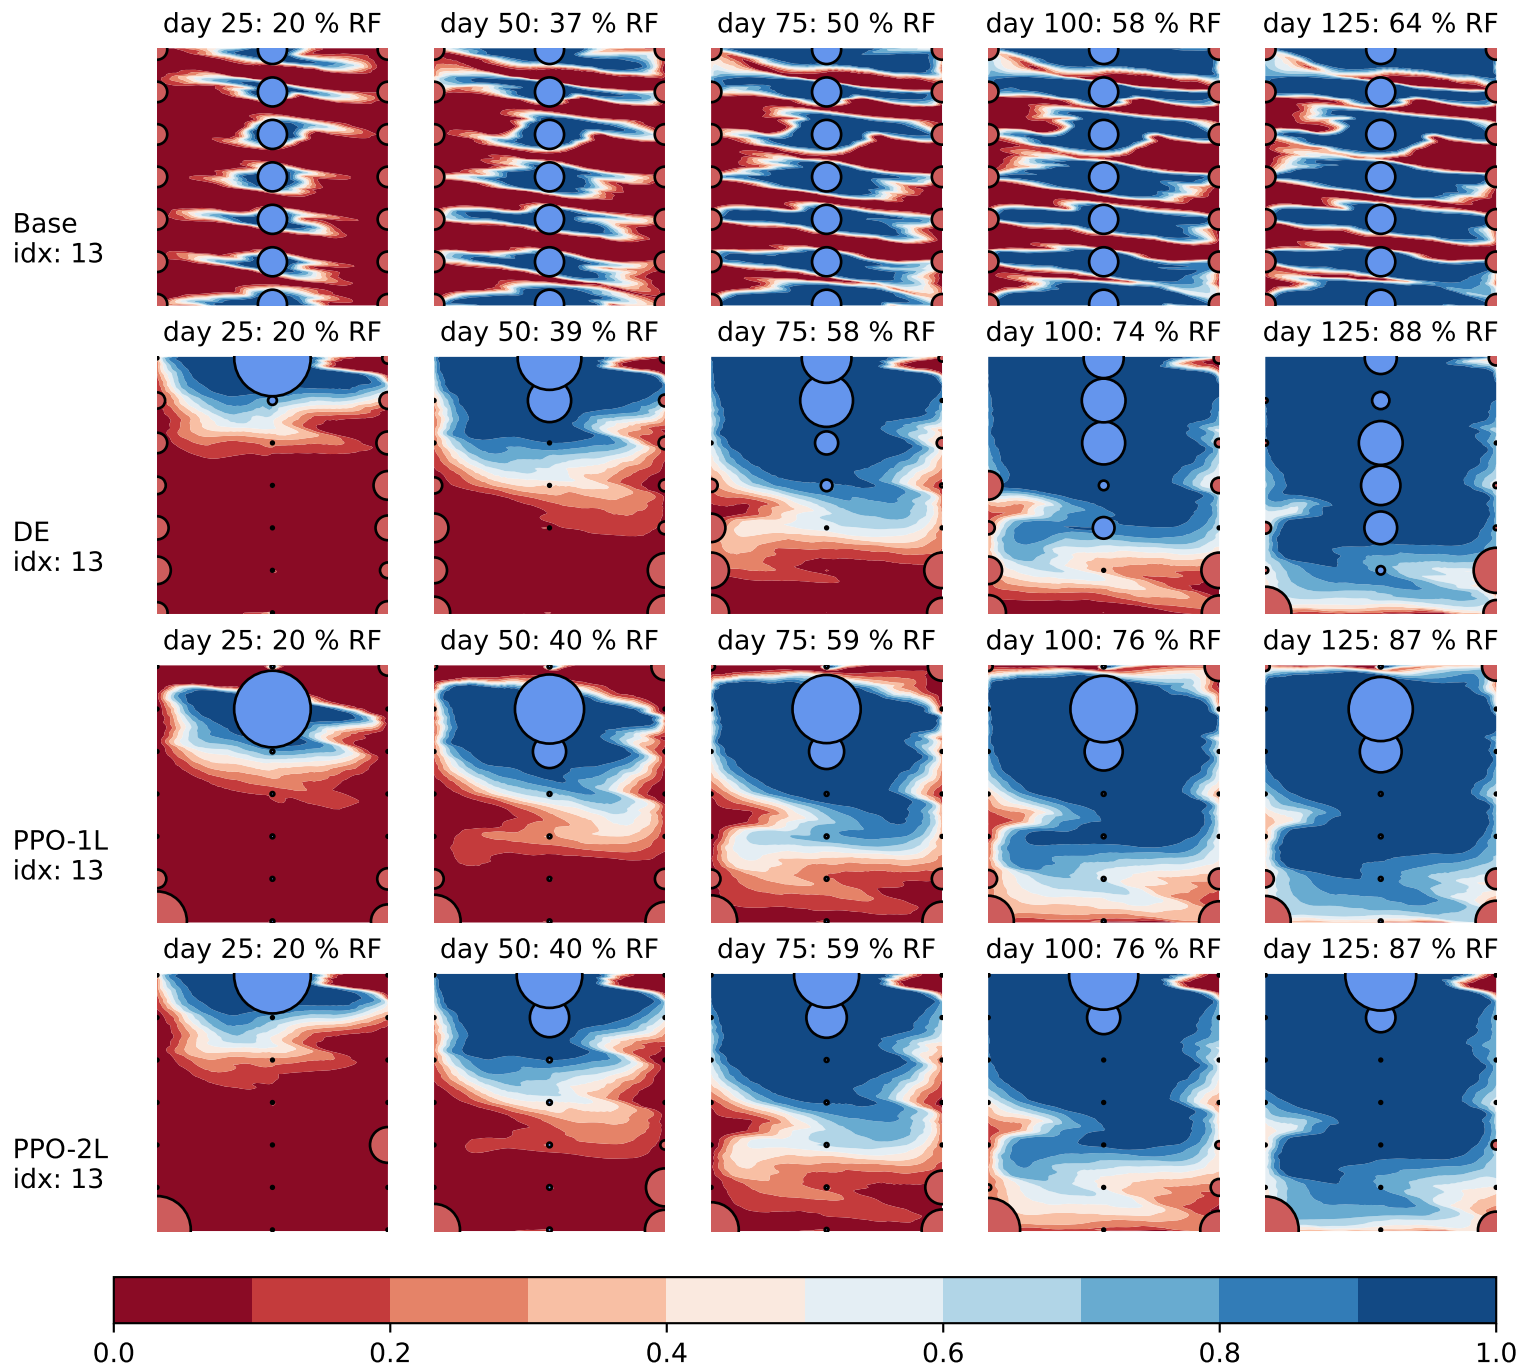 day 25: 20 % RF
day 50: 37 % RF
day 75: 50 % RF
day 100: 58 % RF
day 125: 64 % RF
Base
idx: 13
day 25: 20 % RF
day 50: 39 % RF
day 75: 58 % RF
day 100: 74 % RF
day 125: 88 % RF
DE
idx: 13
day 25: 20 % RF
day 50: 40 % RF
day 75: 59 % RF
day 100: 76 % RF
day 125: 87 % RF
PPO-1L
idx: 13
day 25: 20 % RF
day 50: 40 % RF
day 75: 59 % RF
day 100: 76 % RF
day 125: 87 % RF
PPO-2L
idx: 13
0.0
0.2
0.4
0.6
0.8
1.0